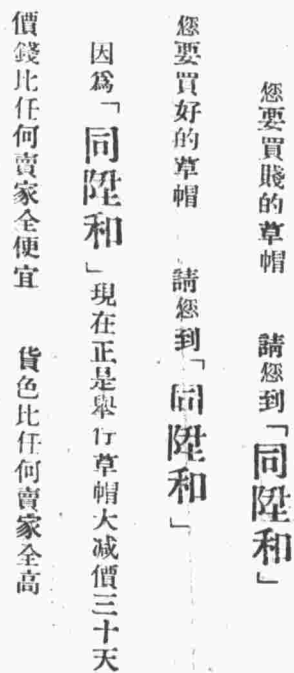 您要買賤的草帽　請您到「同陞和」
您要買好的草帽　請您到「同陞和」
因爲「同陞和」現在正是舉行草帽大減價三十天
價錢比任何賣家全便宜　貨色比任何賣家全高